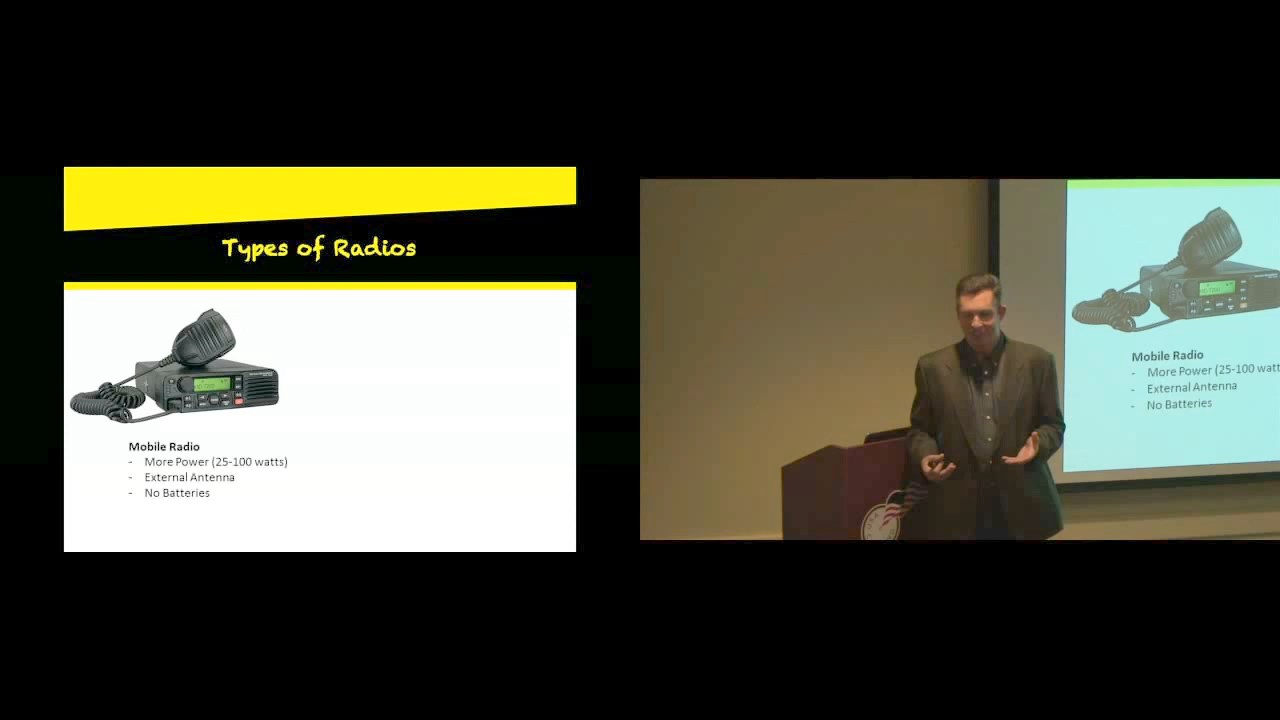 Types of Radios
Mobile Radio
- More Power (25-100 watts)
- External Antenna
- No Batteries
Mobile Radio
- More Power (25-100 watt
- External Antenna
- No Batteries
USA